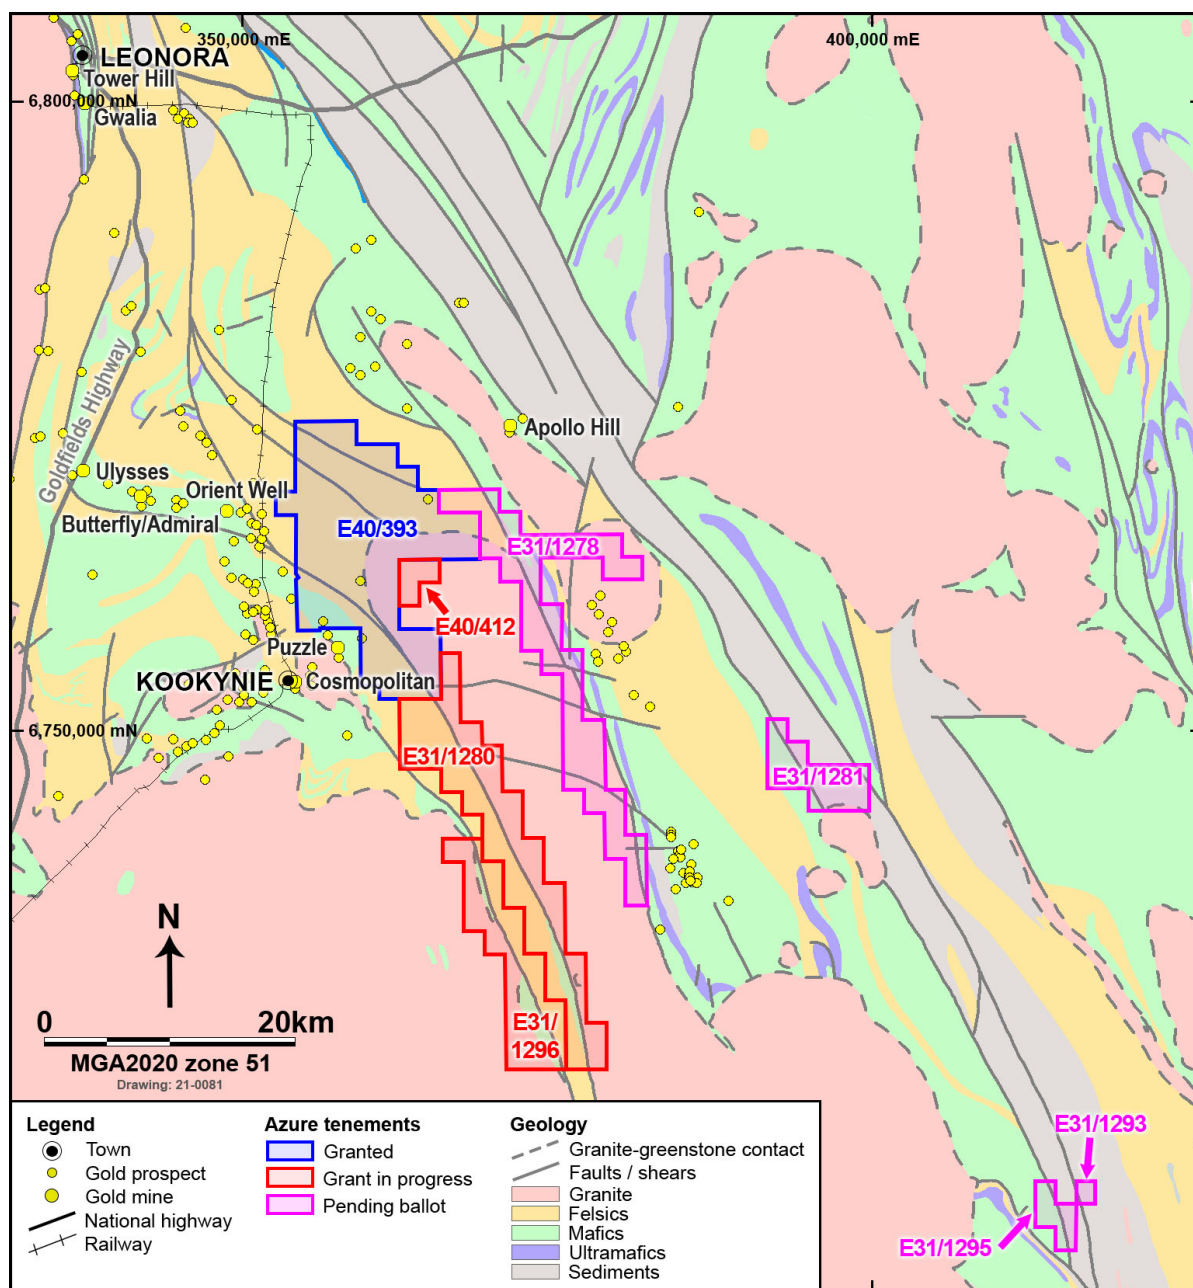 350,000 mE
400,000 mE
LEONORA
Tower Hill
6,800,000 mN
Gwalia
Goldfields Highway
Apollo Hill
Ulysses
Orient Well
Butterfly/Admiral
E40/393
E31/1278
E40/412
Puzzle
KOOKYNIE
Cosmopolitan
6,750,000 mN
E31/1280
E31/1281
N
0
20km
MGA2020 zone 51
Drawing: 21-0081
E31/
1296
E31/1293
E31/1295
Legend
Town
Gold prospect
Gold mine
National highway
Railway
Azure tenements
Granted
Grant in progress
Pending ballot
Geology
Granite-greenstone contact
Faults / shears
Granite
Felsics
Mafics
Ultramafics
Sediments